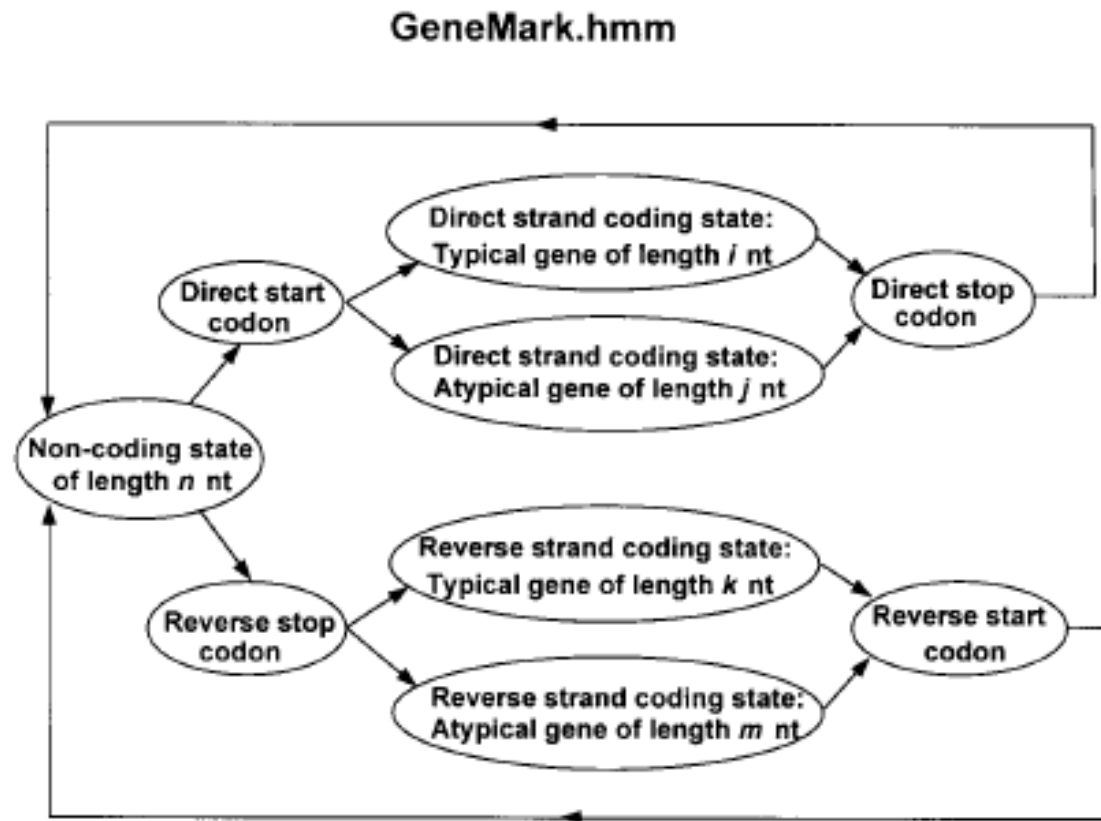 GeneMark.hmm
Direct strand coding state:
Typical gene of length i nt
Direct start
codon
Direct stop
codon
Direct strand coding state:
Atypical gene of length j nt
Non-coding state
of length n nt
Reverse strand coding state:
Typical gene of length k nt
Reverse stop
codon
Reverse start
codon
Reverse strand coding state:
Atypical gene of length m nt